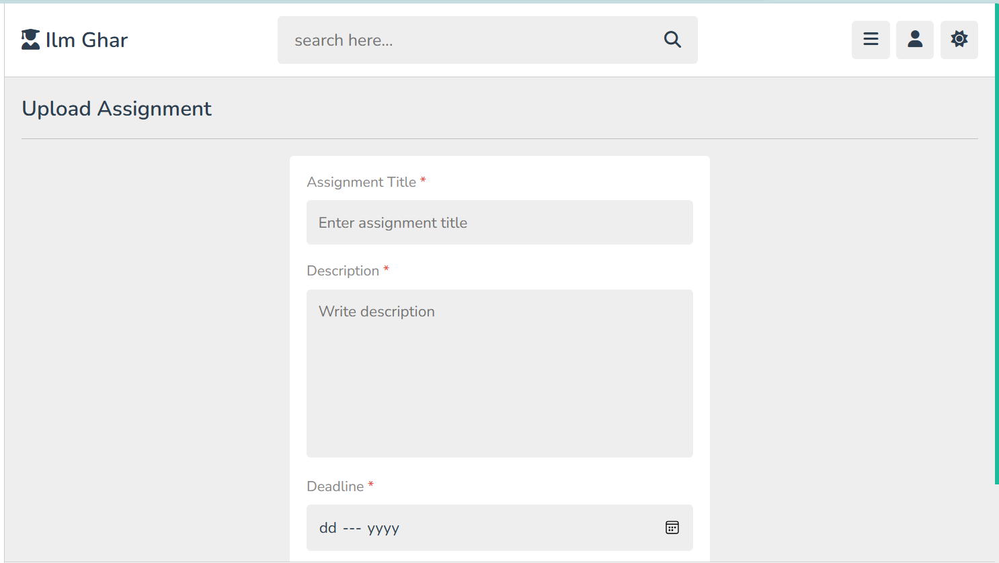 Ilm Ghar
search here...
Upload Assignment
Assignment Title *
Enter assignment title
Description *
Write description
Deadline *
dd --- yyyy